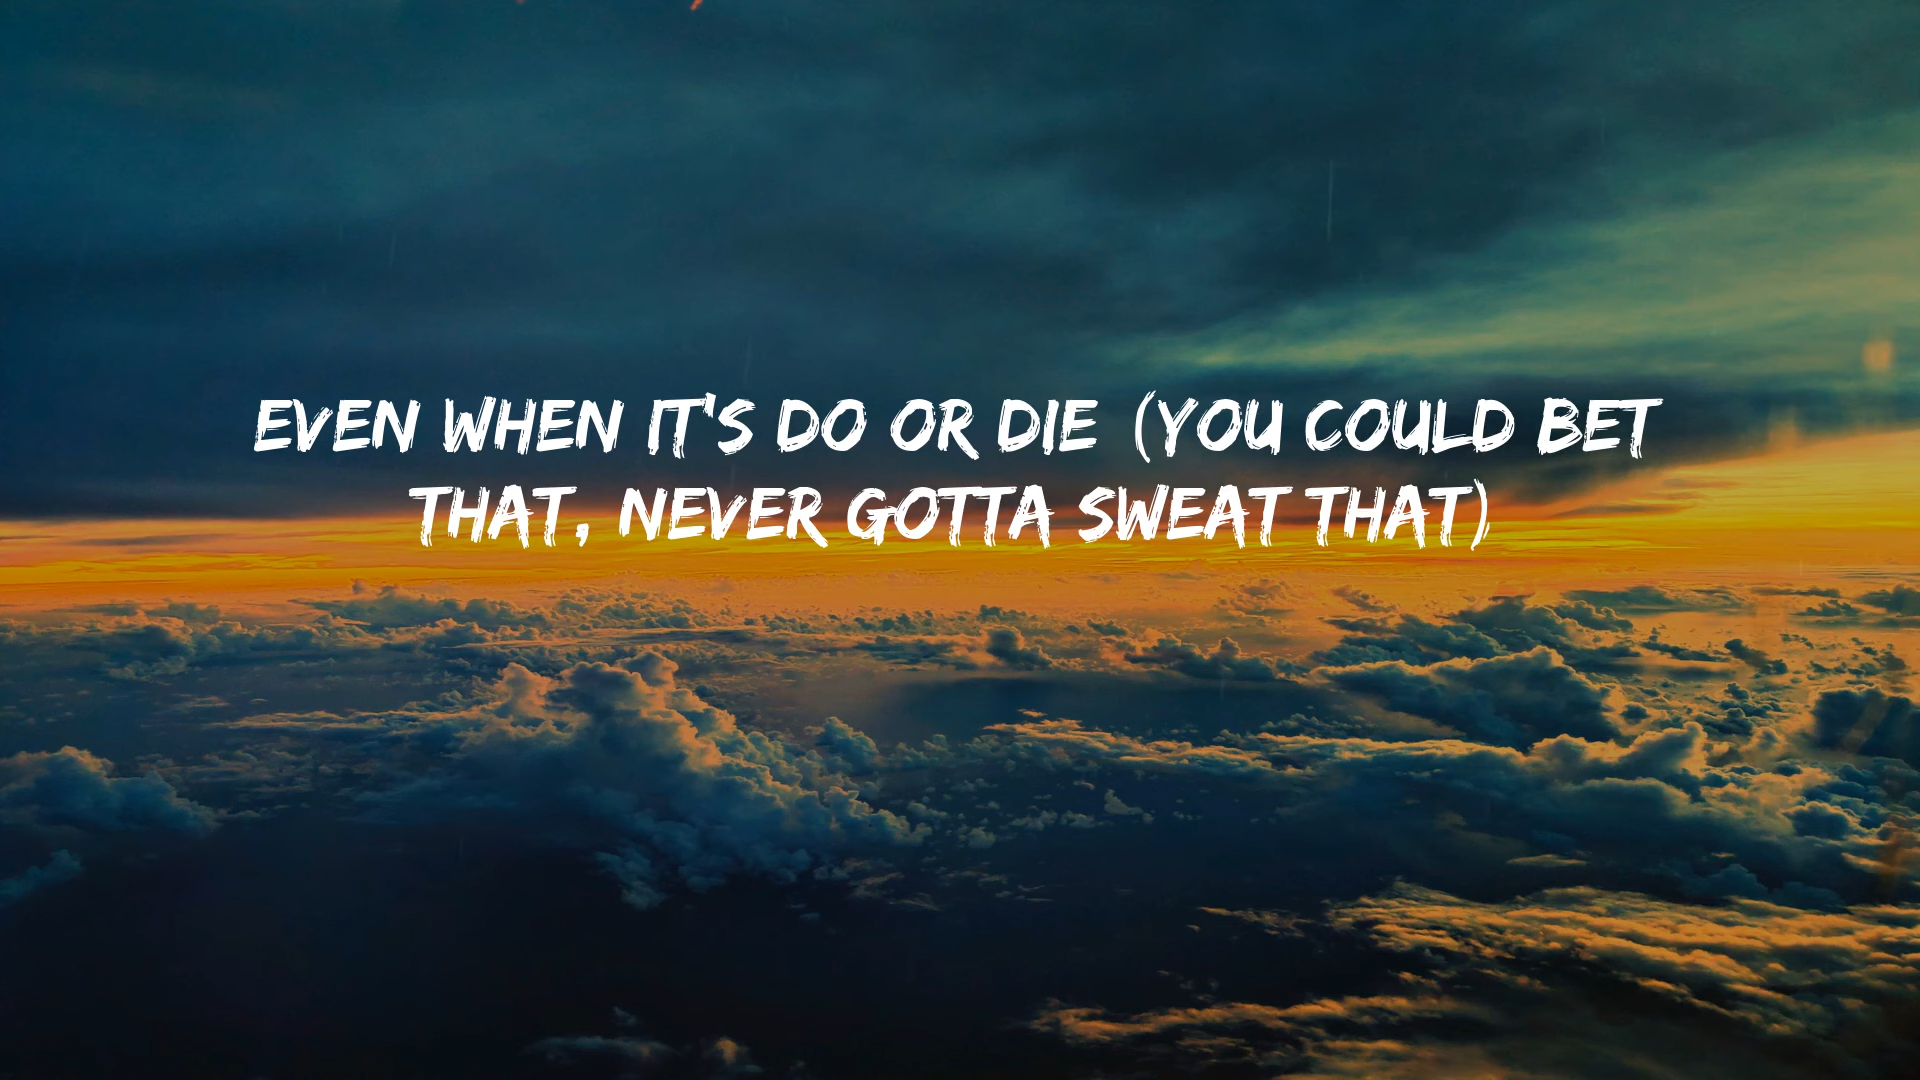 EVEN WHEN IT'S DO OR DIE (YOU COULD BET
THAT, NEVER GOTTA SWEAT THAT)